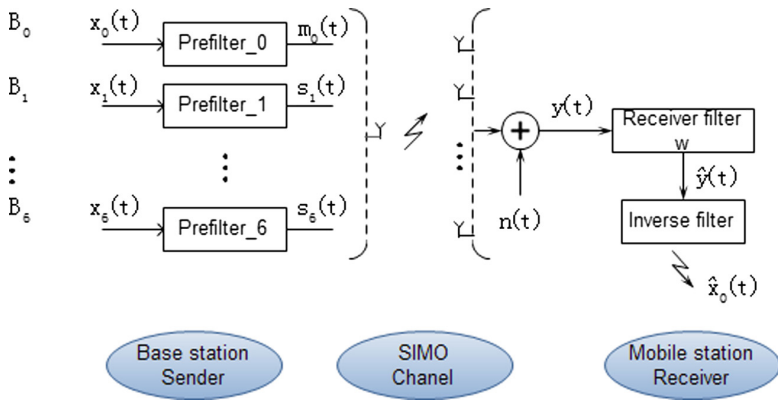 B₀ x₀(t) Prefilter_0 m₀(t)
B₁ x₁(t) Prefilter_1 s₁(t)
B₆ x₆(t) Prefilter_6 s₆(t)
y(t)
n(t)
Receiver filter
w
ŷ(t)
Inverse filter
x̂₀(t)
Base station
Sender
SIMO
Chanel
Mobile station
Receiver